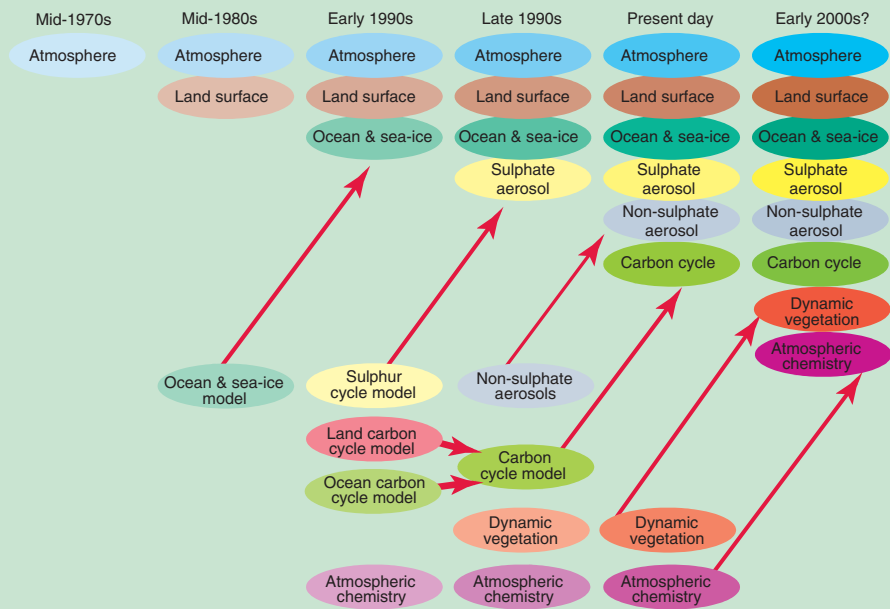 Mid-1970s Mid-1980s Early 1990s Late 1990s Present day Early 2000s?
Atmosphere Atmosphere Atmosphere Atmosphere Atmosphere Atmosphere
Land surface Land surface Land surface Land surface Land surface
Ocean & sea-ice Ocean & sea-ice Ocean & sea-ice Ocean & sea-ice
Sulphate Sulphate Sulphate
aerosol aerosol aerosol
Non-sulphate Non-sulphate
aerosol aerosol
Carbon cycle Carbon cycle
Dynamic
vegetation
Atmospheric
chemistry
Ocean & sea-ice
model
Sulphur
cycle model
Non-sulphate
aerosols
Land carbon
cycle model
Carbon
cycle model
Ocean carbon
cycle model
Dynamic Dynamic
vegetation vegetation
Atmospheric Atmospheric Atmospheric
chemistry chemistry chemistry